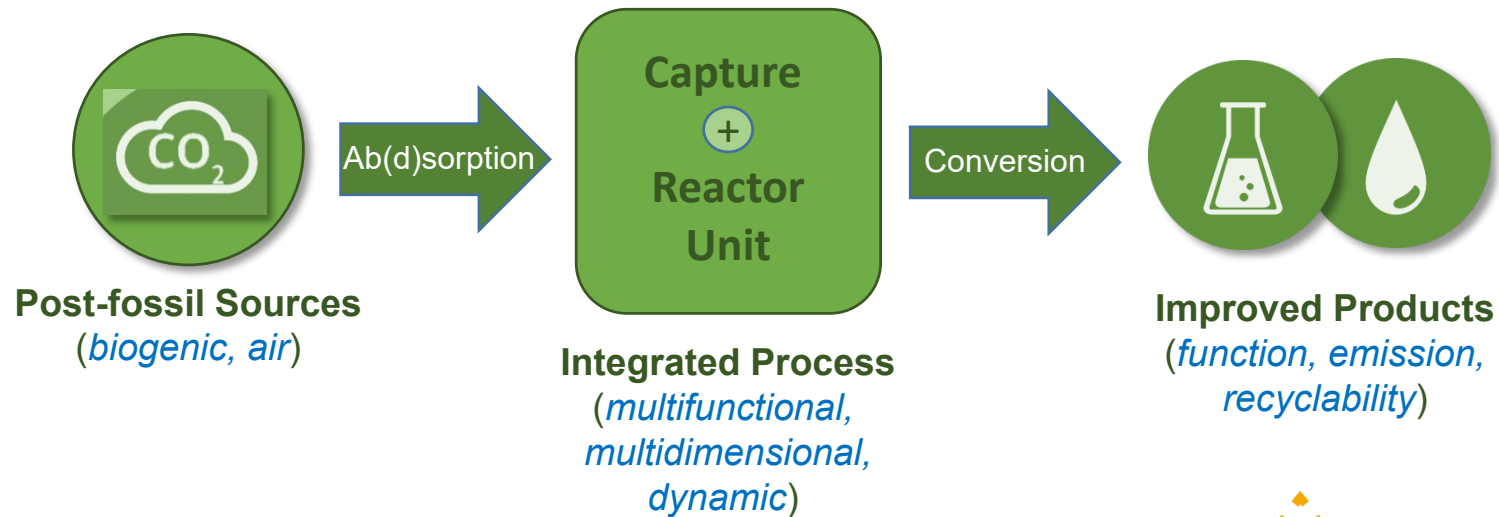 CO2
Ab(d)sorption
Capture
+
Reactor
Unit
Conversion
Post-fossil Sources
(biogenic, air)
Integrated Process
(multifunctional,
multidimensional,
dynamic)
Improved Products
(function, emission,
recyclability)